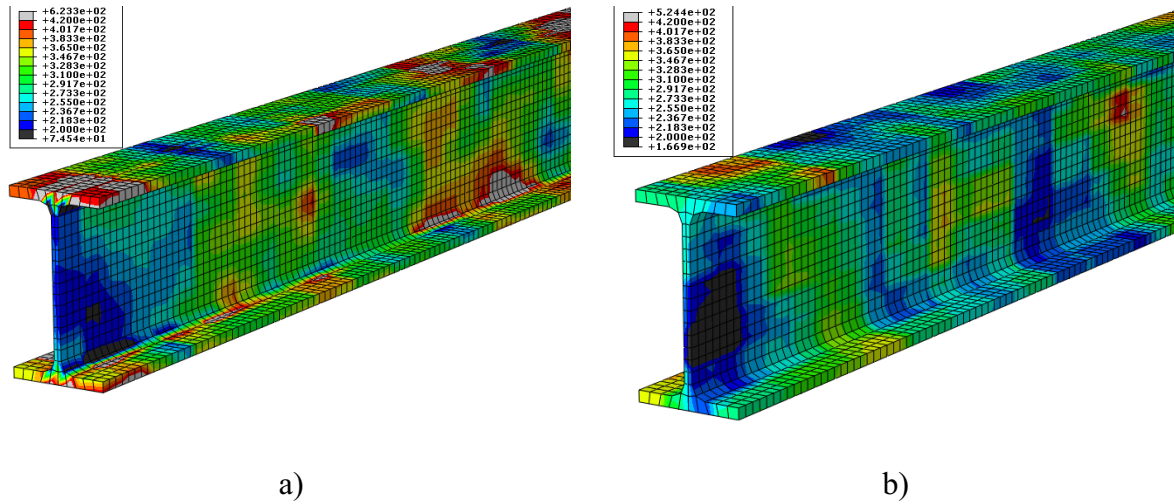 +6.233e+02
+4.200e+02
+4.017e+02
+3.833e+02
+3.650e+02
+3.467e+02
+3.283e+02
+3.100e+02
+2.917e+02
+2.733e+02
+2.550e+02
+2.367e+02
+2.183e+02
+2.000e+02
+7.454e+01
+5.244e+02
+4.200e+02
+4.017e+02
+3.833e+02
+3.650e+02
+3.467e+02
+3.283e+02
+3.100e+02
+2.917e+02
+2.733e+02
+2.550e+02
+2.367e+02
+2.183e+02
+2.000e+02
+1.669e+02
a)
b)